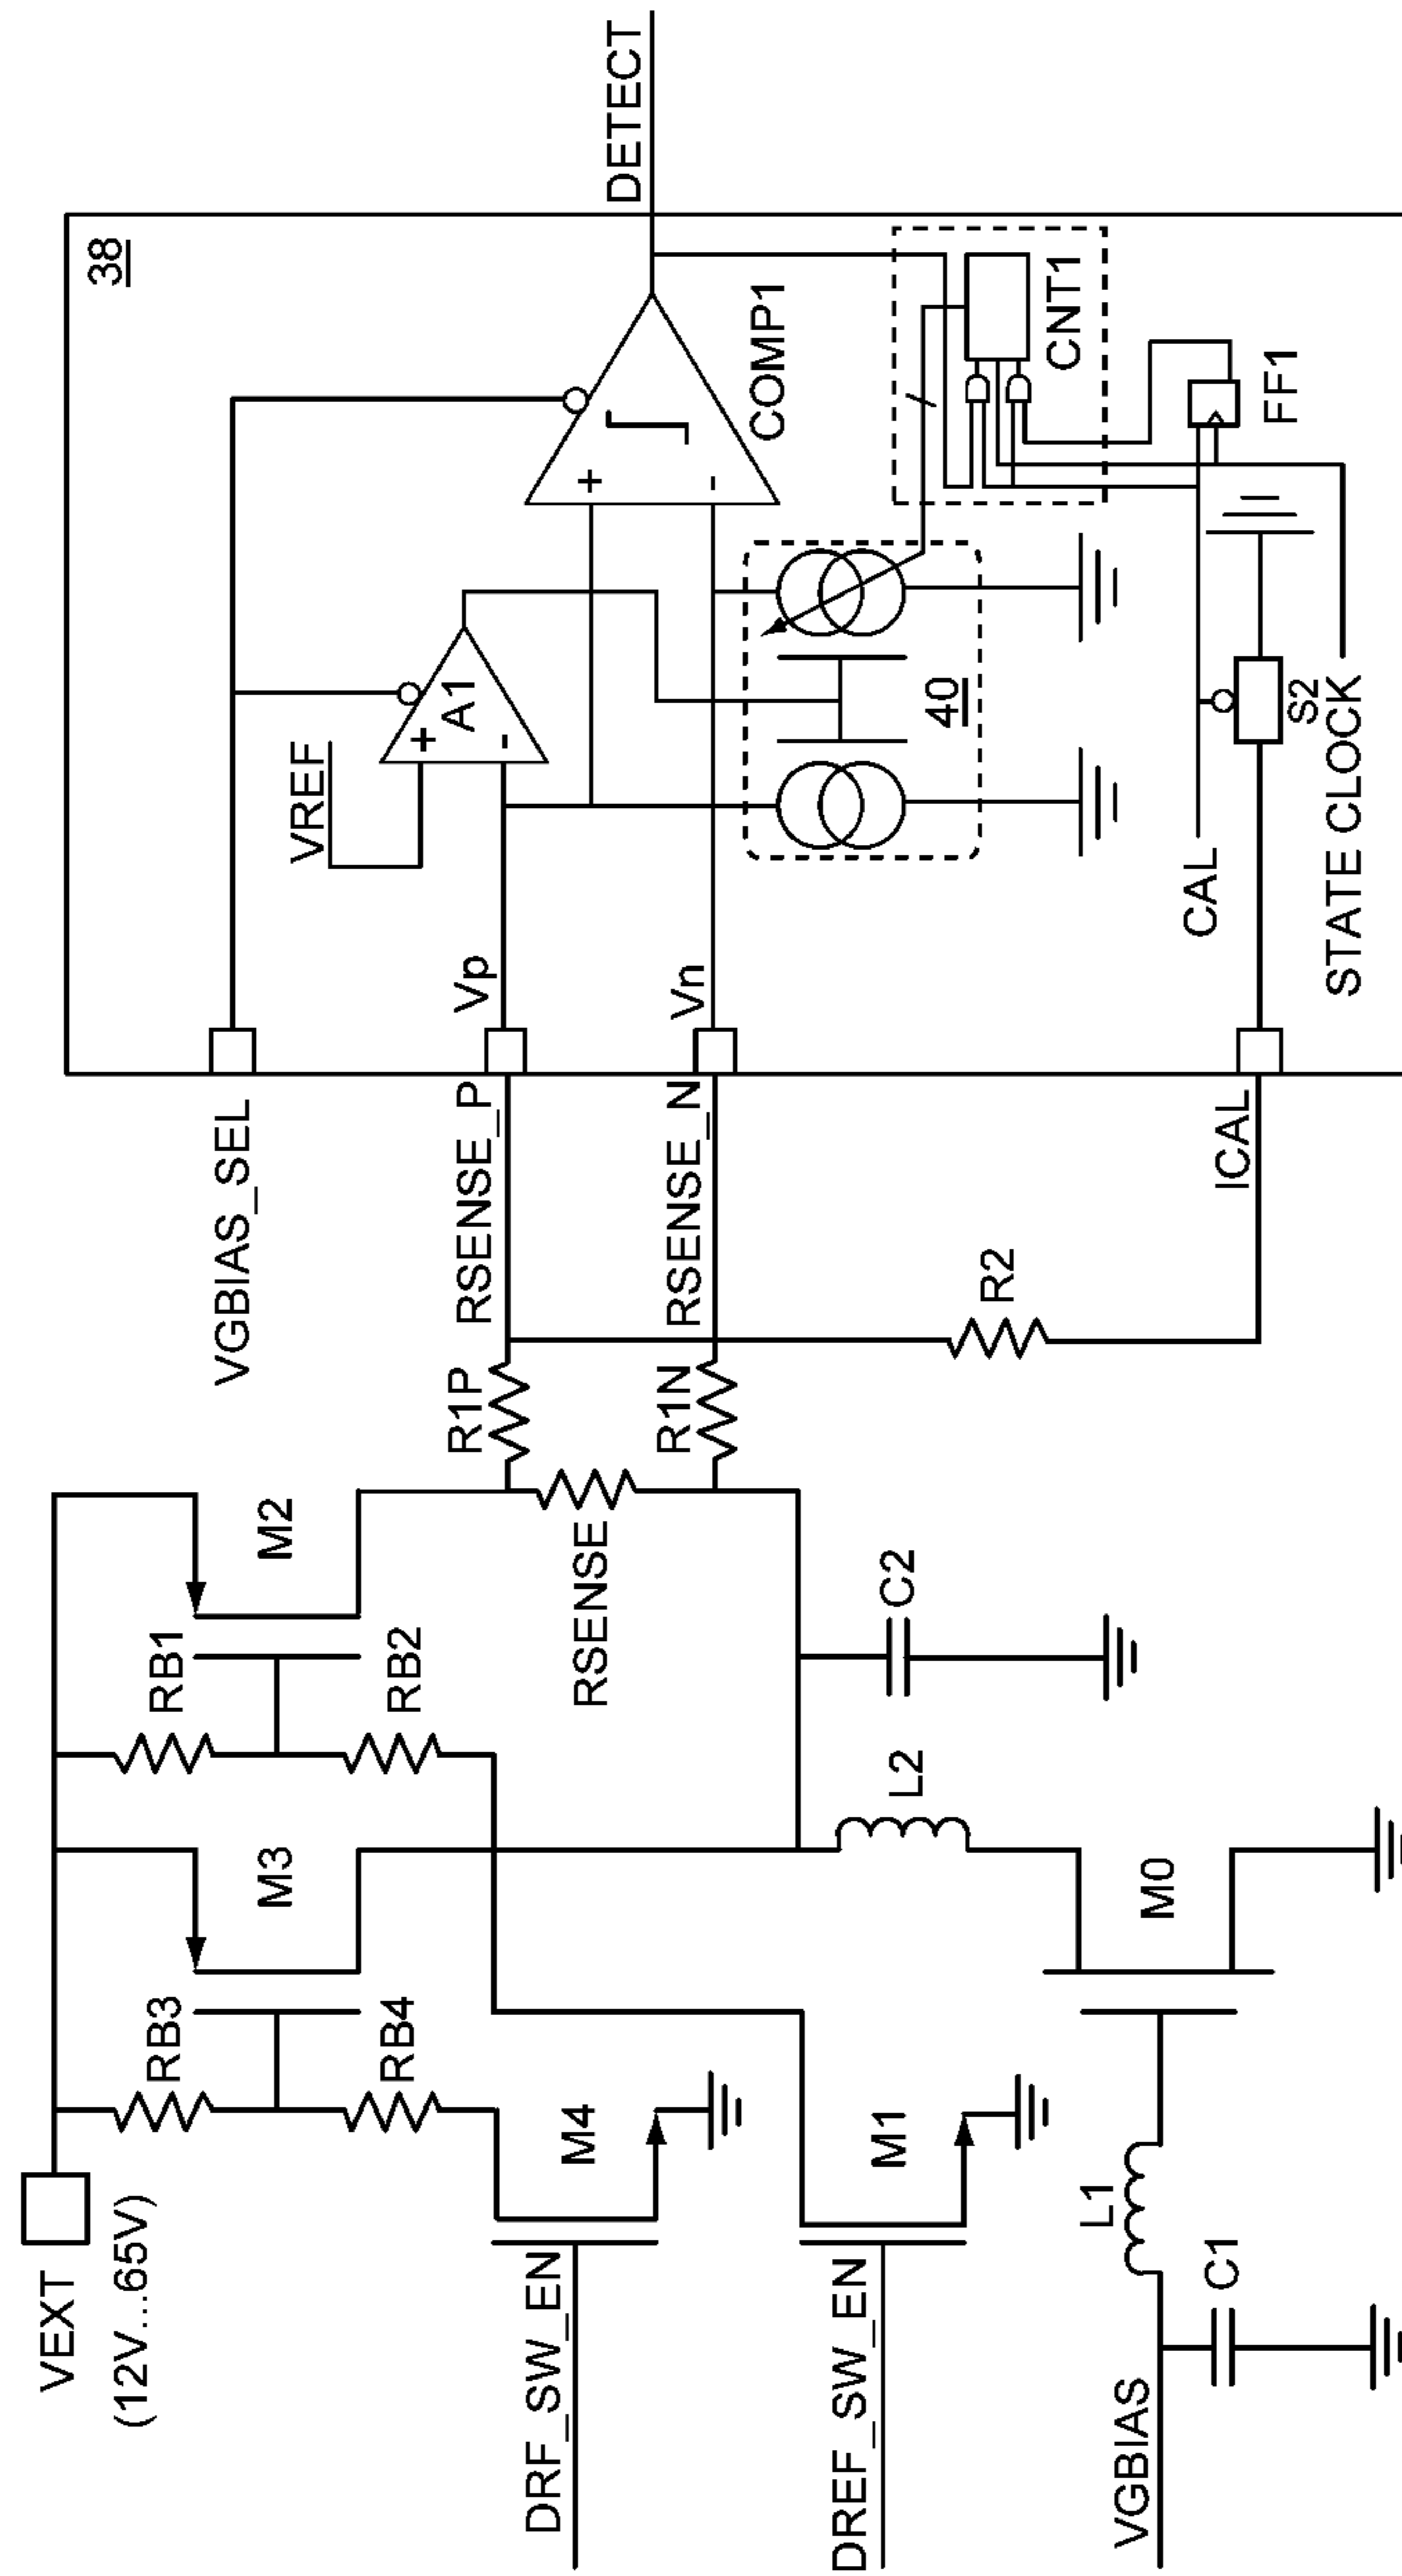 VEXT
(12V...65V)
RB3
RB4
M3
RB1
RB2
M2
DRF_SW_EN
M4
DREF_SW_EN
M1
VGBIAS
C1
L1
M0
L2
C2
RSENSE
R1P
R1N
R2
VGBIAS_SEL
RSENSE_P
RSENSE_N
ICAL
38
Vp
Vn
VREF
+
-
A1
+
-
COMP1
DETECT
40
CNT1
FF1
CAL
S2
STATE CLOCK